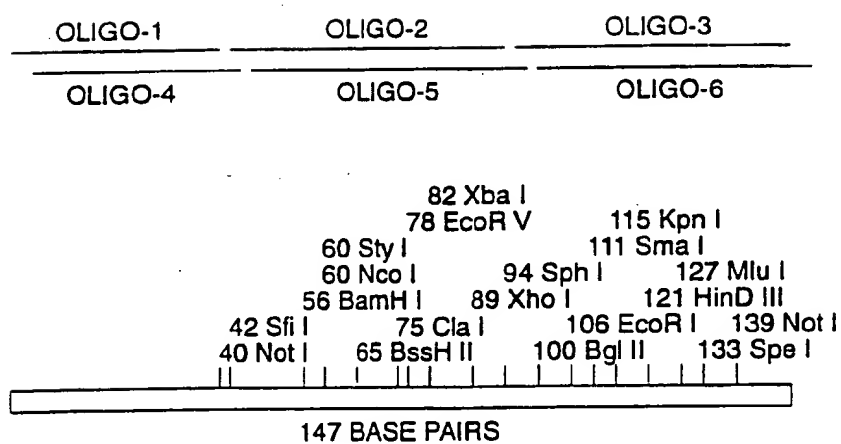 OLIGO-1 OLIGO-2 OLIGO-3
OLIGO-4 OLIGO-5 OLIGO-6
82 Xba I
78 EcoR V 115 Kpn I
60 Sty I 111 Sma I
60 Nco I 94 Sph I 127 Mlu I
56 BamH I 89 Xho I 121 HinD III
42 Sfi I 75 Cla I 106 EcoR I 139 Not I
40 Not I 65 BssH II 100 Bgl II 133 Spe I
147 BASE PAIRS